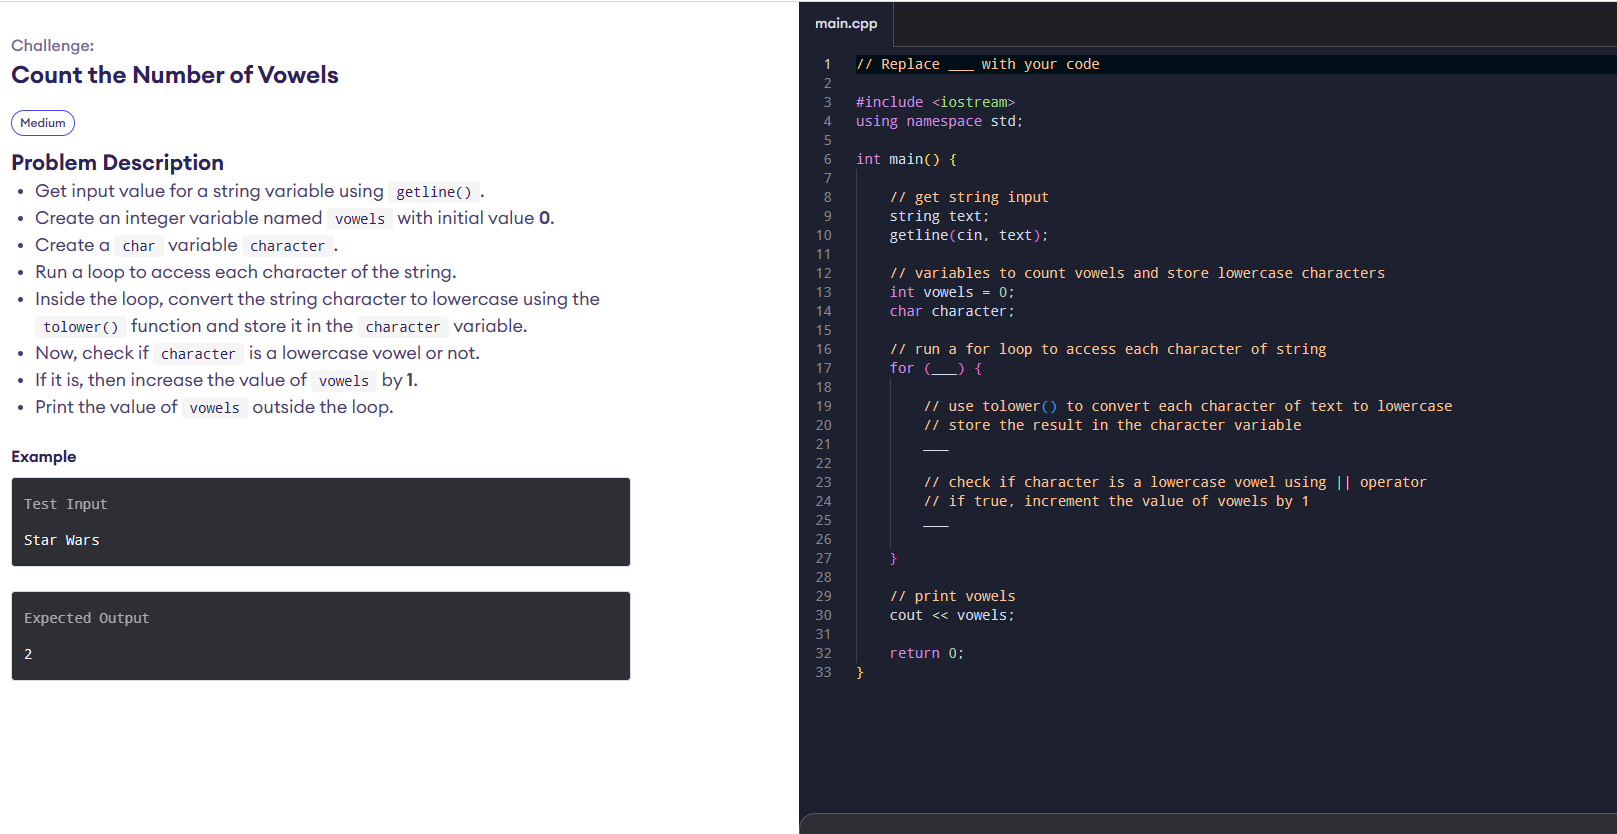 Challenge:
Count the Number of Vowels
Medium
Problem Description
• Get input value for a string variable using getline() .
• Create an integer variable named vowels with initial value 0.
• Create a char variable character .
• Run a loop to access each character of the string.
• Inside the loop, convert the string character to lowercase using the
tolower() function and store it in the character variable.
• Now, check if character is a lowercase vowel or not.
• If it is, then increase the value of vowels by 1.
• Print the value of vowels outside the loop.
Example
Test Input
Star Wars
Expected Output
2
main.cpp
1 // Replace ___ with your code
2
3 #include <iostream>
4 using namespace std;
5
6 int main() {
7
8     // get string input
9     string text;
10     getline(cin, text);
11
12     // variables to count vowels and store lowercase characters
13     int vowels = 0;
14     char character;
15
16     // run a for loop to access each character of string
17     for (___) {
18
19         // use tolower() to convert each character of text to lowercase
20         // store the result in the character variable
21         ___
22
23         // check if character is a lowercase vowel using || operator
24         // if true, increment the value of vowels by 1
25         ___
26
27     }
28
29     // print vowels
30     cout << vowels;
31
32     return 0;
33 }